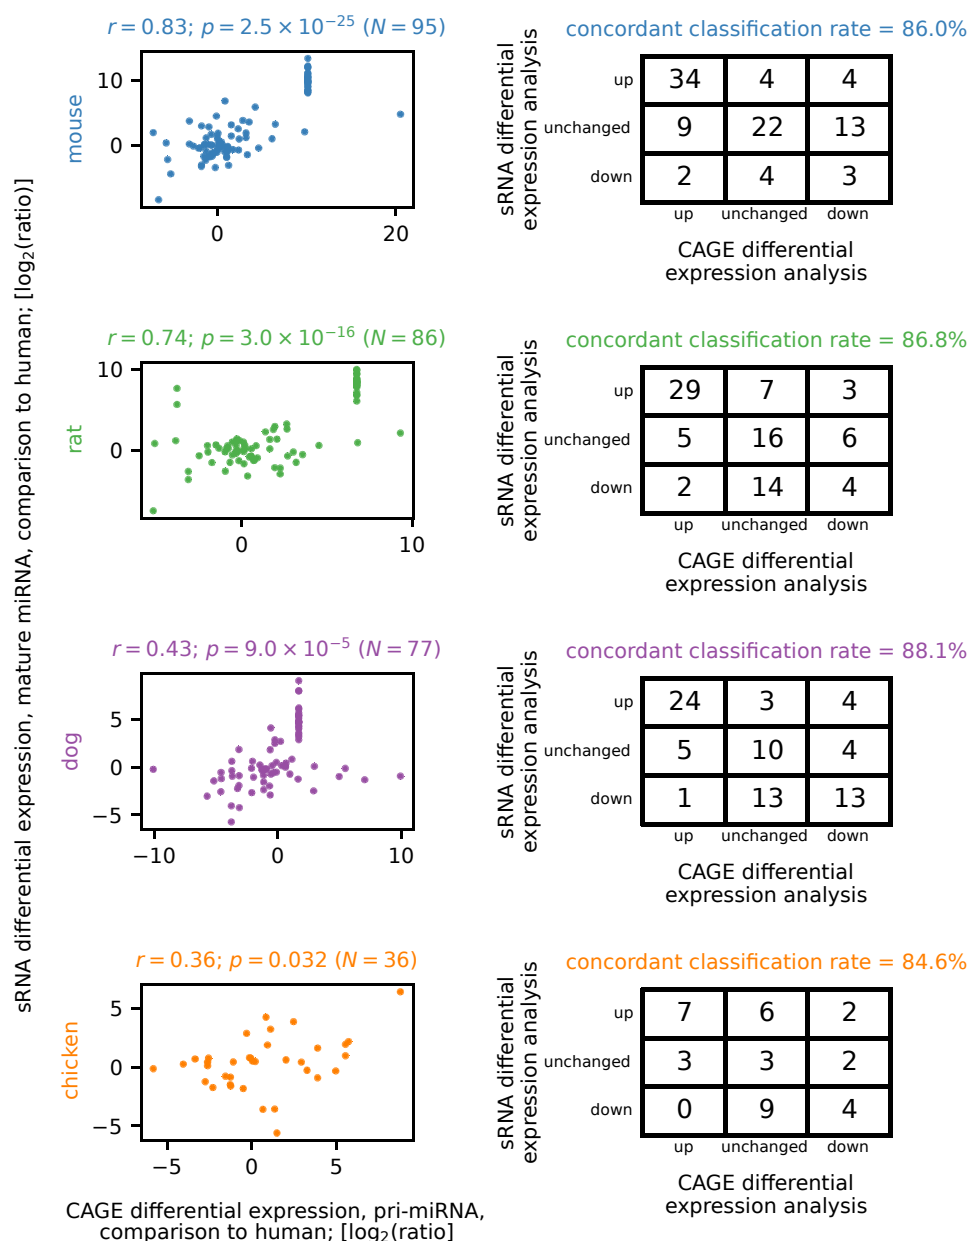 sRNA differential expression, mature miRNA, comparison to human; [log₂(ratio)]
r = 0.83; p = 2.5 × 10⁻²⁵ (N = 95)
mouse
10
0
0
20
concordant classification rate = 86.0%
sRNA differential
expression analysis
up
34 4 4
unchanged
9 22 13
down
2 4 3
up unchanged down
CAGE differential
expression analysis
r = 0.74; p = 3.0 × 10⁻¹⁶ (N = 86)
rat
10
0
0
10
concordant classification rate = 86.8%
sRNA differential
expression analysis
up
29 7 3
unchanged
5 16 6
down
2 14 4
up unchanged down
CAGE differential
expression analysis
r = 0.43; p = 9.0 × 10⁻⁵ (N = 77)
dog
5
0
−5
−10
0
10
concordant classification rate = 88.1%
sRNA differential
expression analysis
up
24 3 4
unchanged
5 10 4
down
1 13 13
up unchanged down
CAGE differential
expression analysis
r = 0.36; p = 0.032 (N = 36)
chicken
5
0
−5
−5
0
5
CAGE differential expression, pri-miRNA,
comparison to human; [log₂(ratio]
concordant classification rate = 84.6%
sRNA differential
expression analysis
up
7 6 2
unchanged
3 3 2
down
0 9 4
up unchanged down
CAGE differential
expression analysis